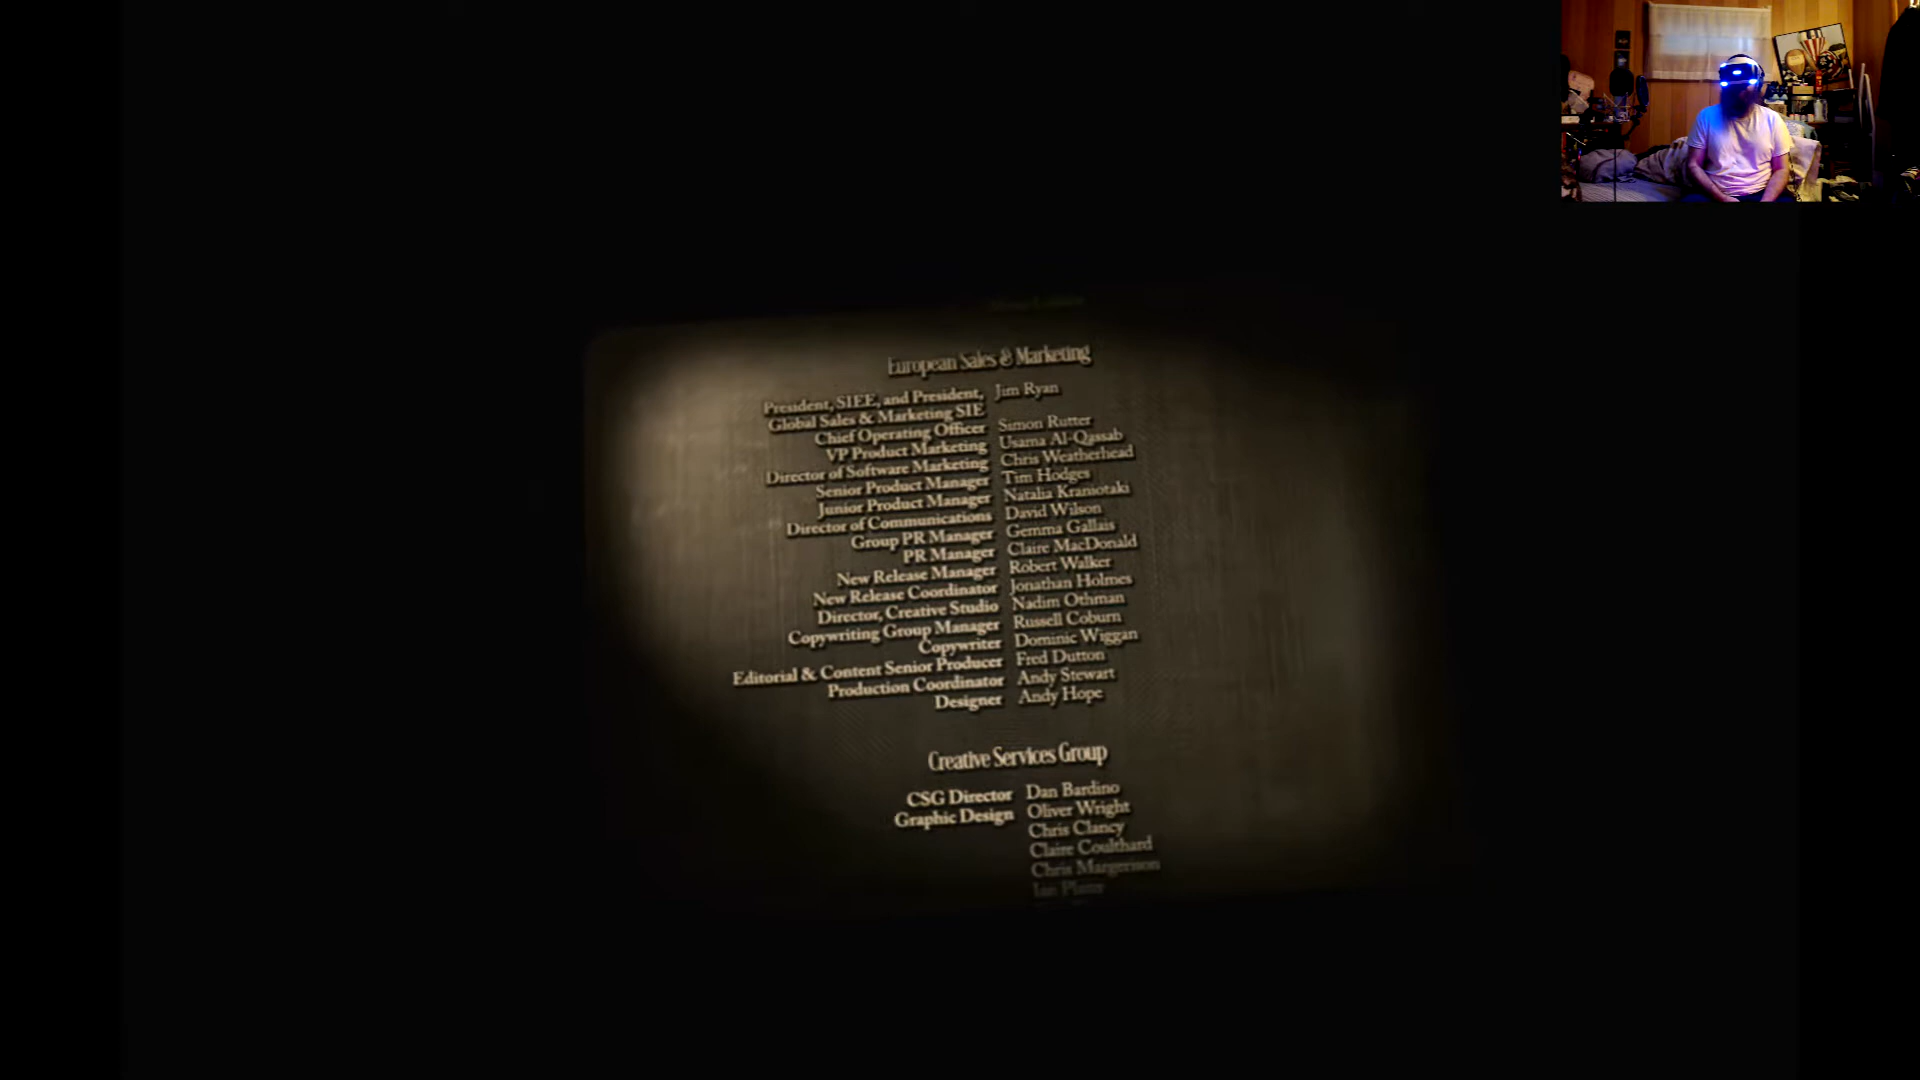 European Sales & Marketing
President, SIEE, and President, Jim Ryan
Global Sales & Marketing SIE
Chief Operating Officer Simon Rutter
VP Product Marketing Usama Al-Qassab
Director of Software Marketing Chris Weatherhead
Senior Product Manager Tim Hodges
Junior Product Manager Natalia Kraniotaki
Director of Communications David Wilson
Group PR Manager Gemma Gallais
PR Manager Claire MacDonald
New Release Manager Robert Walker
New Release Coordinator Jonathan Holmes
Director, Creative Studio Nadim Othman
Copywriting Group Manager Russell Coburn
Copywriter Dominic Wiggan
Editorial & Content Senior Producer Fred Dutton
Production Coordinator Andy Stewart
Designer Andy Hope
Creative Services Group
CSG Director Dan Bardino
Graphic Design Oliver Wright
Chris Clancy
Claire Coulthard
Chris Margerison
Ian